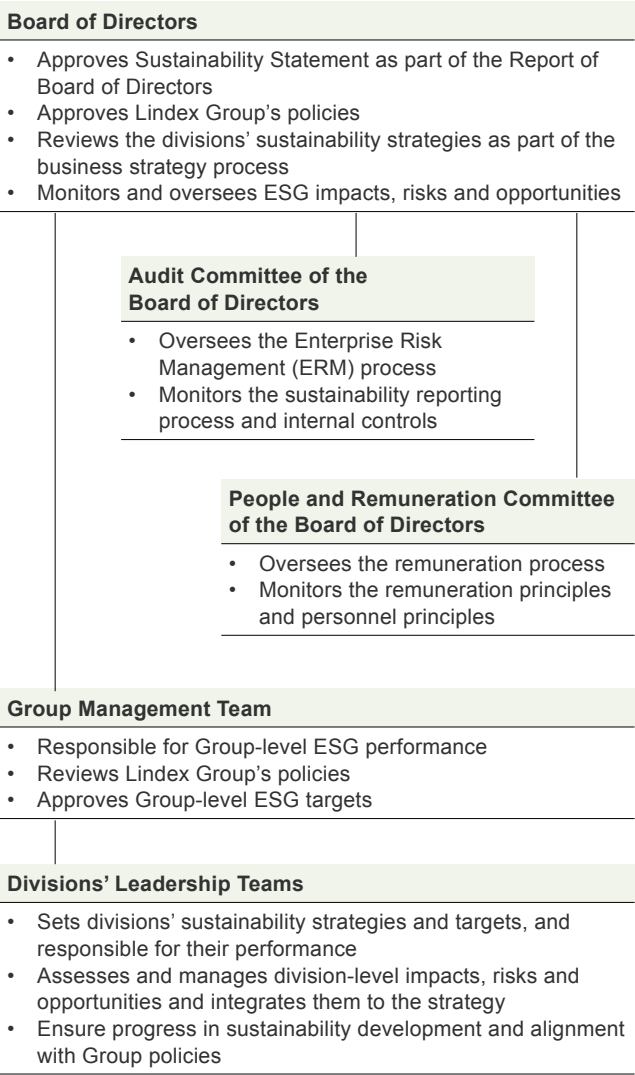 Board of Directors
• Approves Sustainability Statement as part of the Report of
Board of Directors
• Approves Lindex Group's policies
• Reviews the divisions' sustainability strategies as part of the
business strategy process
• Monitors and oversees ESG impacts, risks and opportunities
Audit Committee of the
Board of Directors
• Oversees the Enterprise Risk
Management (ERM) process
• Monitors the sustainability reporting
process and internal controls
People and Remuneration Committee
of the Board of Directors
• Oversees the remuneration process
• Monitors the remuneration principles
and personnel principles
Group Management Team
• Responsible for Group-level ESG performance
• Reviews Lindex Group's policies
• Approves Group-level ESG targets
Divisions' Leadership Teams
• Sets divisions' sustainability strategies and targets, and
responsible for their performance
• Assesses and manages division-level impacts, risks and
opportunities and integrates them to the strategy
• Ensure progress in sustainability development and alignment
with Group policies